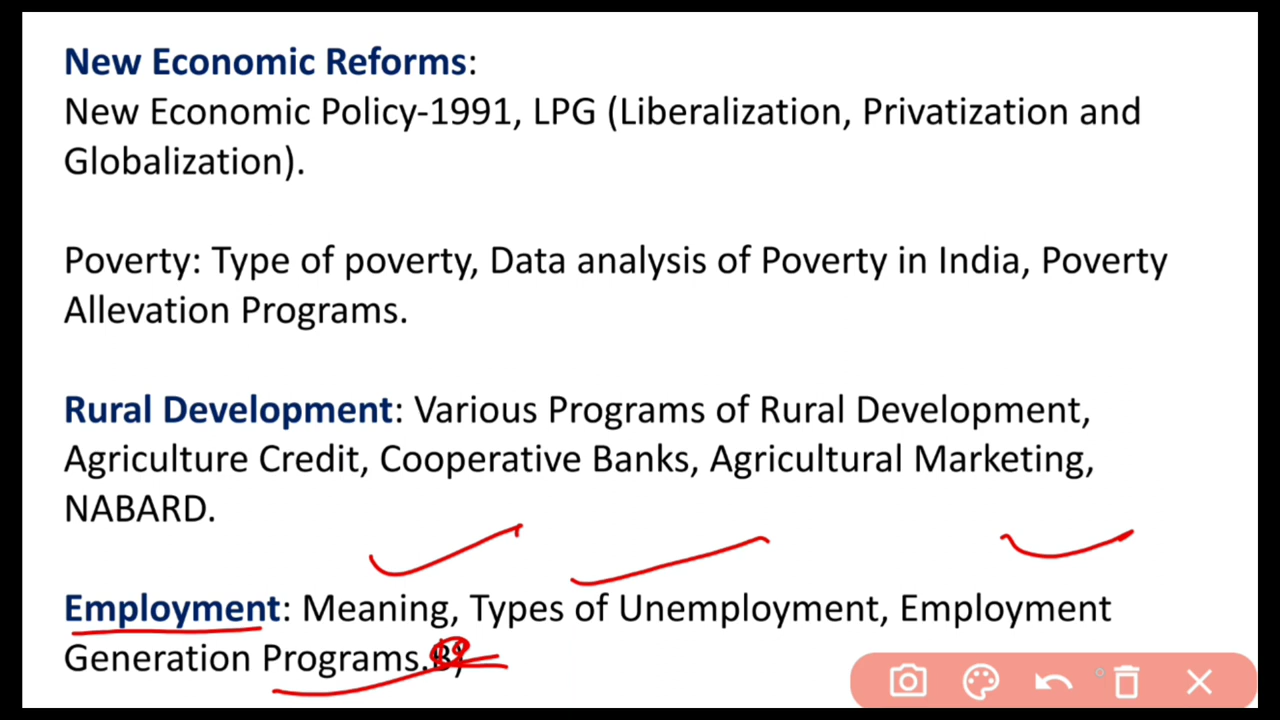 New Economic Reforms:
New Economic Policy-1991, LPG (Liberalization, Privatization and
Globalization).
Poverty: Type of poverty, Data analysis of Poverty in India, Poverty
Allevation Programs.
Rural Development: Various Programs of Rural Development,
Agriculture Credit, Cooperative Banks, Agricultural Marketing,
NABARD.
Employment: Meaning, Types of Unemployment, Employment
Generation Programs.